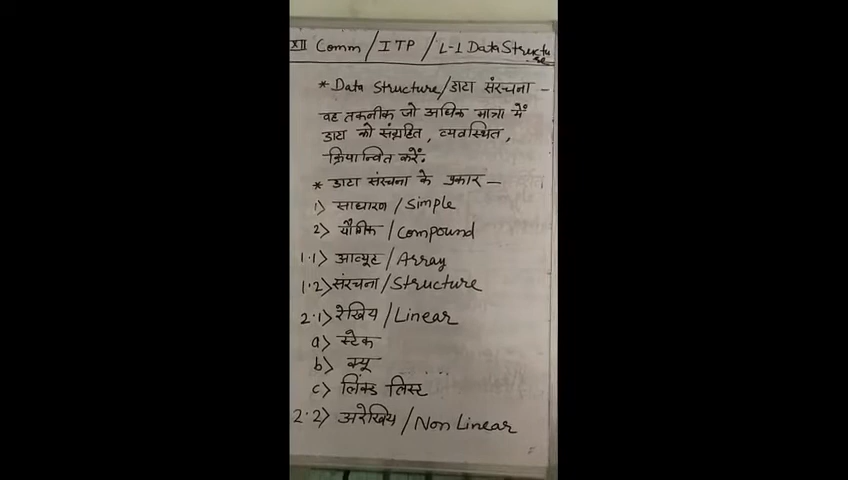 XII Comm / ITP / L-1 Data Structure
* Data Structure / डाटा संरचना -
वह तकनीक जो अधिक मात्रा में
डाटा को संग्रहित, व्यवस्थित,
क्रियान्वित करें.
* डाटा संरचना के प्रकार -
1> साधारण / Simple
2> यौगिक / Compound
1.1> आव्यूह / Array
1.2> संरचना / Structure
2.1> रेखिय / Linear
a> स्टेक
b> क्यू
c> लिंक्ड लिस्ट
2.2> अरेखिय / Non Linear